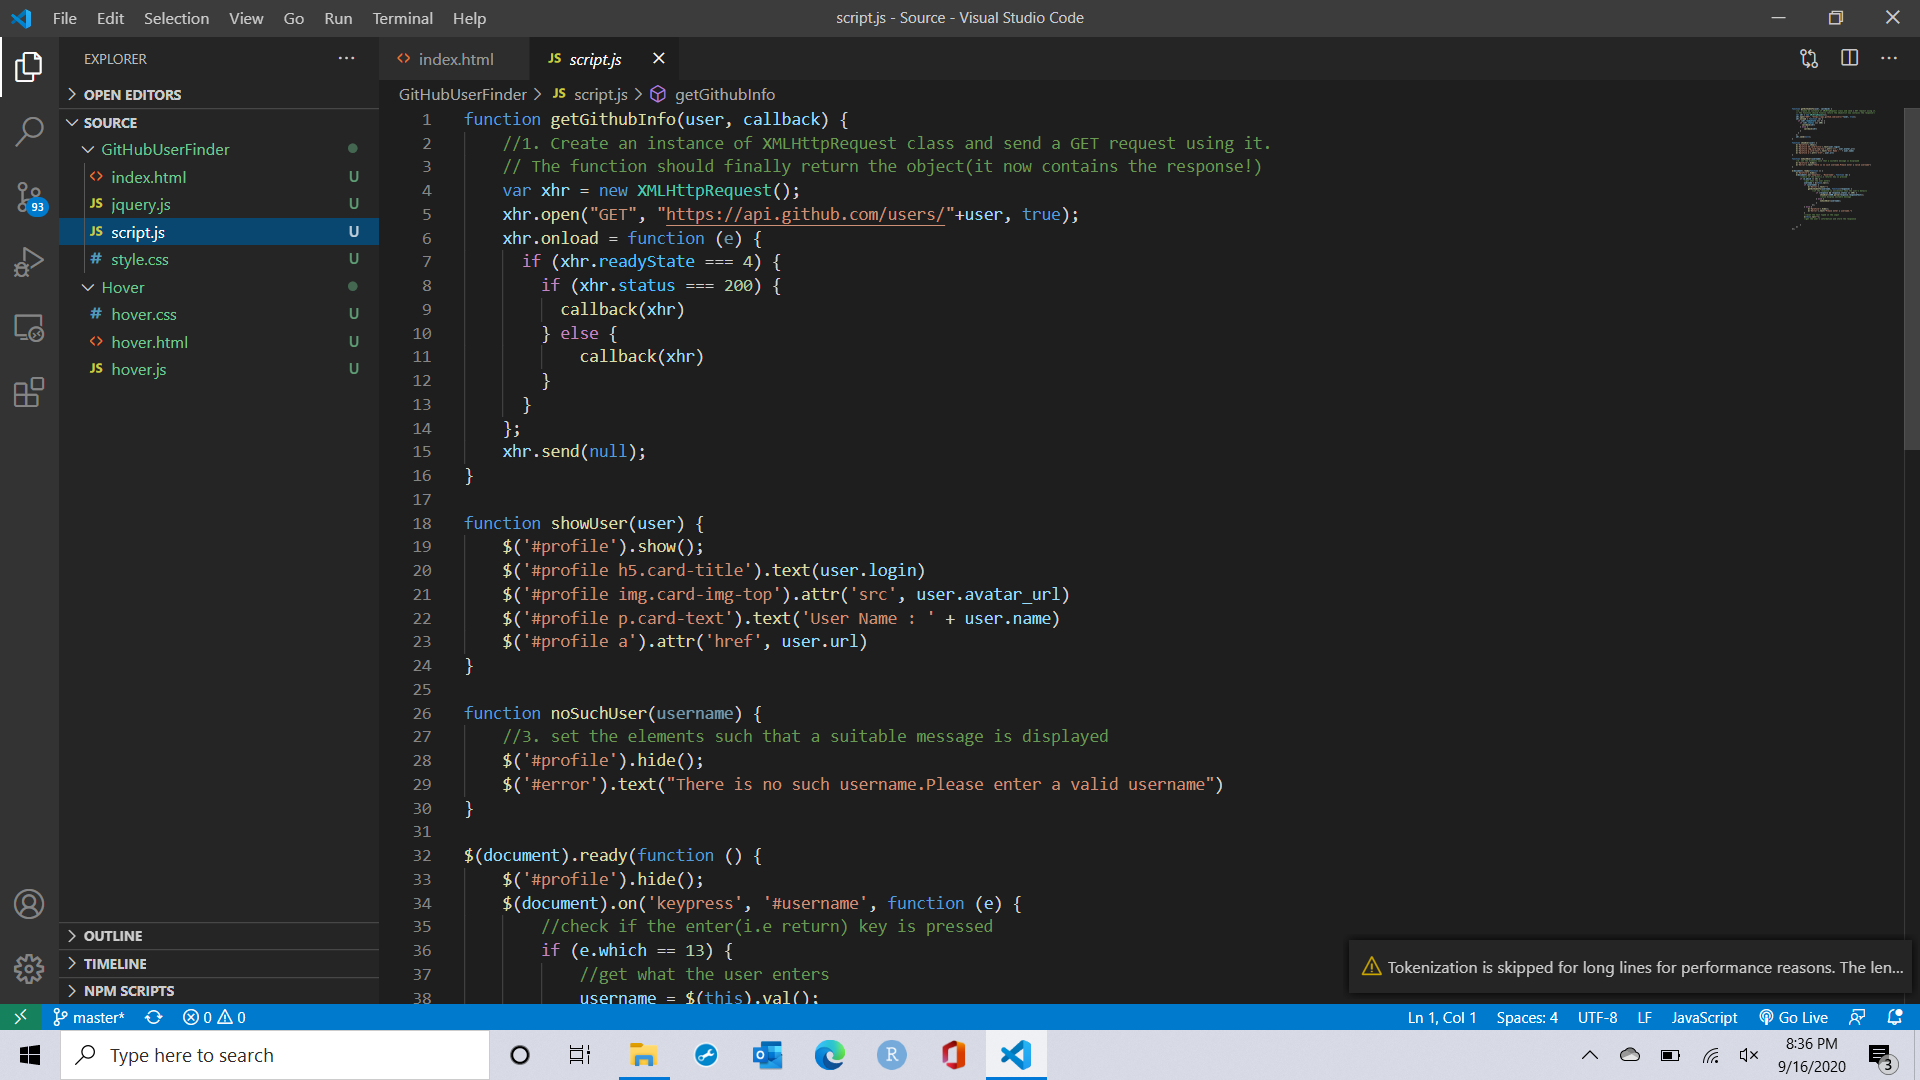 File Edit Selection View Go Run Terminal Help
script.js - Source - Visual Studio Code
EXPLORER
OPEN EDITORS
SOURCE
GitHubUserFinder
index.html U
jquery.js U
script.js U
style.css U
Hover
hover.css U
hover.html U
hover.js U
OUTLINE
TIMELINE
NPM SCRIPTS
93
index.html
JS script.js
GitHubUserFinder > JS script.js > getGithubInfo
1 function getGithubInfo(user, callback) {
2 //1. Create an instance of XMLHttpRequest class and send a GET request using it.
3 // The function should finally return the object(it now contains the response!)
4 var xhr = new XMLHttpRequest();
5 xhr.open("GET", "https://api.github.com/users/"+user, true);
6 xhr.onload = function (e) {
7 if (xhr.readyState === 4) {
8 if (xhr.status === 200) {
9 callback(xhr)
10 } else {
11 callback(xhr)
12 }
13 }
14 };
15 xhr.send(null);
16 }
17
18 function showUser(user) {
19 $('#profile').show();
20 $('#profile h5.card-title').text(user.login)
21 $('#profile img.card-img-top').attr('src', user.avatar_url)
22 $('#profile p.card-text').text('User Name : ' + user.name)
23 $('#profile a').attr('href', user.url)
24 }
25
26 function noSuchUser(username) {
27 //3. set the elements such that a suitable message is displayed
28 $('#profile').hide();
29 $('#error').text("There is no such username.Please enter a valid username")
30 }
31
32 $(document).ready(function () {
33 $('#profile').hide();
34 $(document).on('keypress', '#username', function (e) {
35 //check if the enter(i.e return) key is pressed
36 if (e.which == 13) {
37 //get what the user enters
38 username = $(this).val();
Tokenization is skipped for long lines for performance reasons. The len...
master* 0 0
Ln 1, Col 1 Spaces: 4 UTF-8 LF JavaScript Go Live
Type here to search
8:36 PM
9/16/2020
3